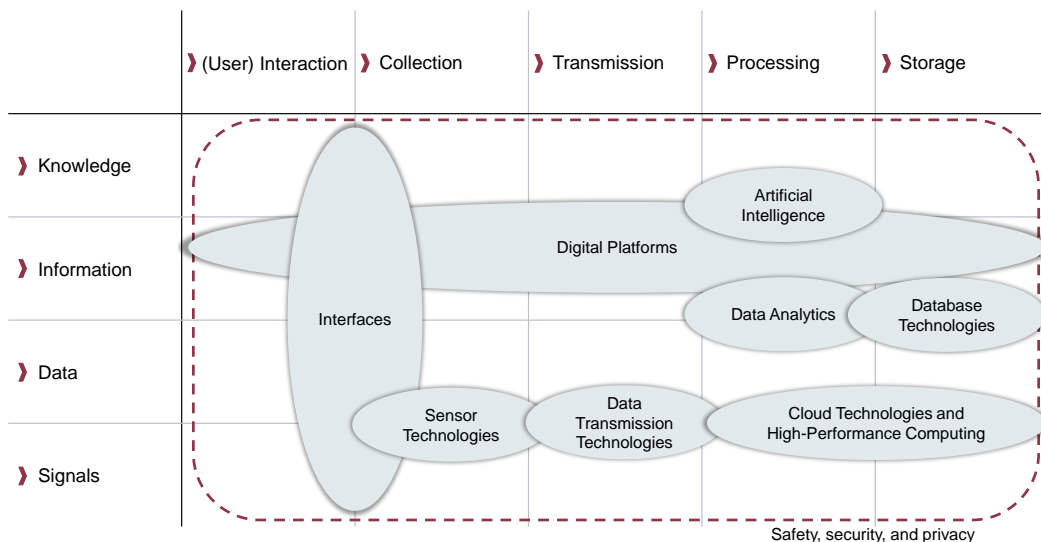 (User) Interaction
Collection
Transmission
Processing
Storage
Knowledge
Artificial
Intelligence
Digital Platforms
Information
Interfaces
Data Analytics
Database
Technologies
Data
Sensor
Technologies
Data
Transmission
Technologies
Cloud Technologies and
High-Performance Computing
Signals
Safety, security, and privacy